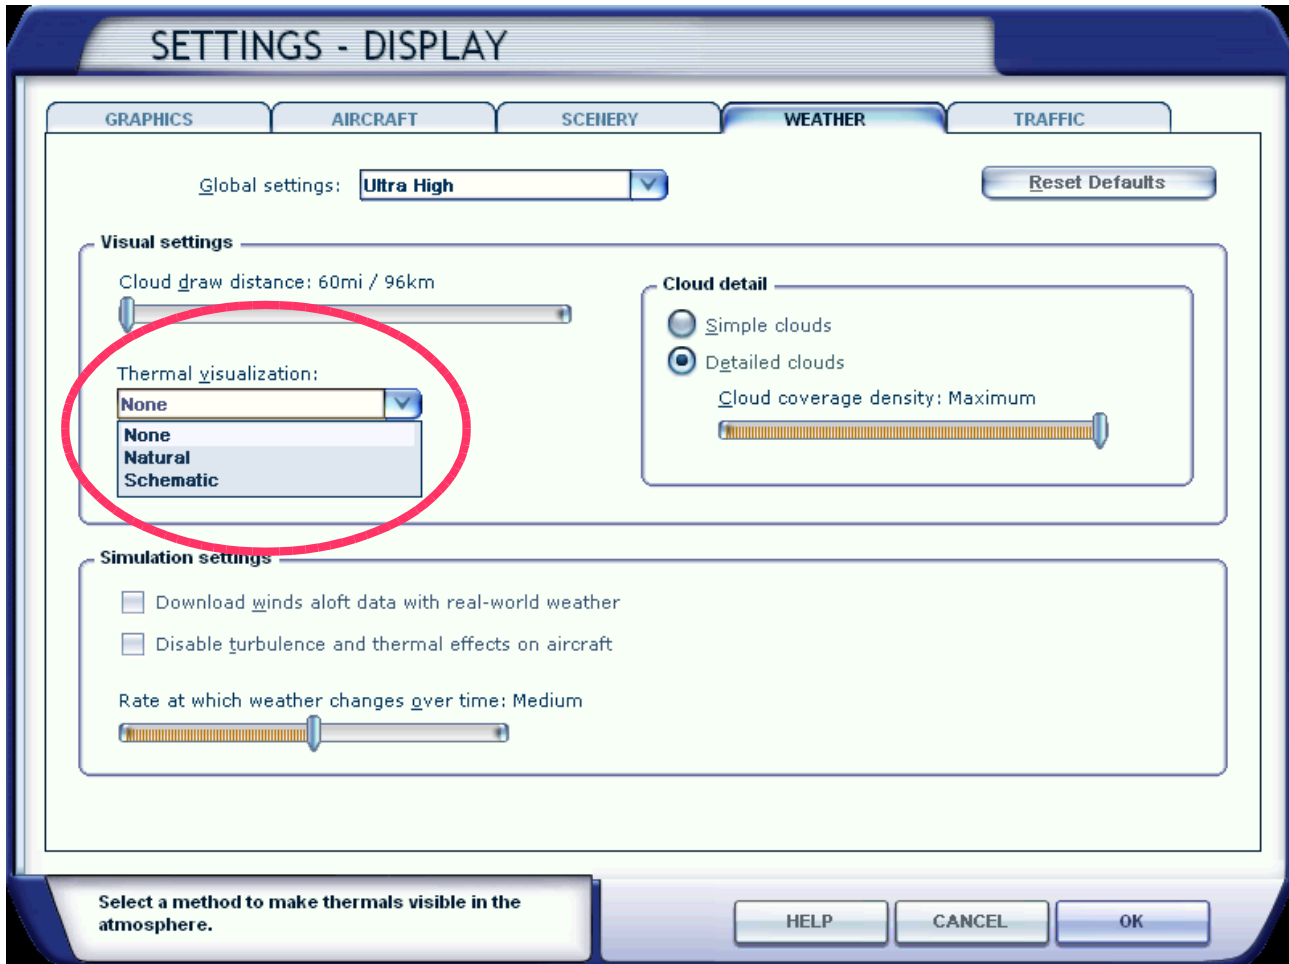 SETTINGS - DISPLAY
GRAPHICS AIRCRAFT SCENERY WEATHER TRAFFIC
Global settings: Ultra High Reset Defaults
Visual settings
Cloud draw distance: 60mi / 96km
Cloud detail
Simple clouds
Detailed clouds
Cloud coverage density: Maximum
Thermal visualization:
None
None
Natural
Schematic
Simulation settings
Download winds aloft data with real-world weather
Disable turbulence and thermal effects on aircraft
Rate at which weather changes over time: Medium
Select a method to make thermals visible in the
atmosphere.
HELP CANCEL OK